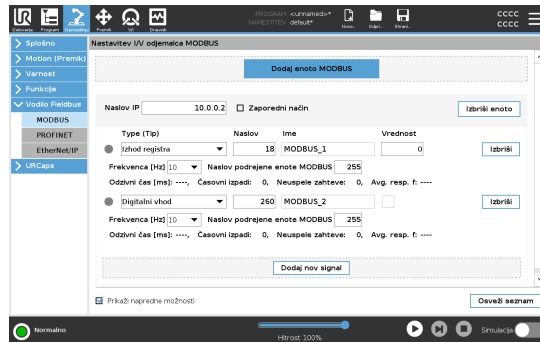 PROGRAM <unnamed>*
NAMESTITEV default*
CCCC
CCCC
Delovanje Program Namestitev Premik V/I Dnevnik Novo... Odpri... Shrani...
Splošno
Nastavitev I/V odjemalca MODBUS
Motion (Premik)
Varnost
Funkcije
Vodilo Fieldbus
MODBUS
PROFINET
EtherNet/IP
URCaps
Dodaj enoto MODBUS
Naslov IP 10.0.0.2 Zaporedni način Izbriši enoto
Type (Tip) Naslov Ime Vrednost
Izhod registra 18 MODBUS_1 0 Izbriši
Frekvenca [Hz] 10 Naslov podrejene enote MODBUS 255
Odzivni čas [ms]: ----, Časovni izpadi: 0, Neuspele zahteve: 0, Avg. resp. f: ----
Digitalni vhod 260 MODBUS_2 Izbriši
Frekvenca [Hz] 10 Naslov podrejene enote MODBUS 255
Odzivni čas [ms]: ----, Časovni izpadi: 0, Neuspele zahteve: 0, Avg. resp. f: ----
Dodaj nov signal
Prikaži napredne možnosti Osveži seznam
Normalno Hitrost 100% Simulacija